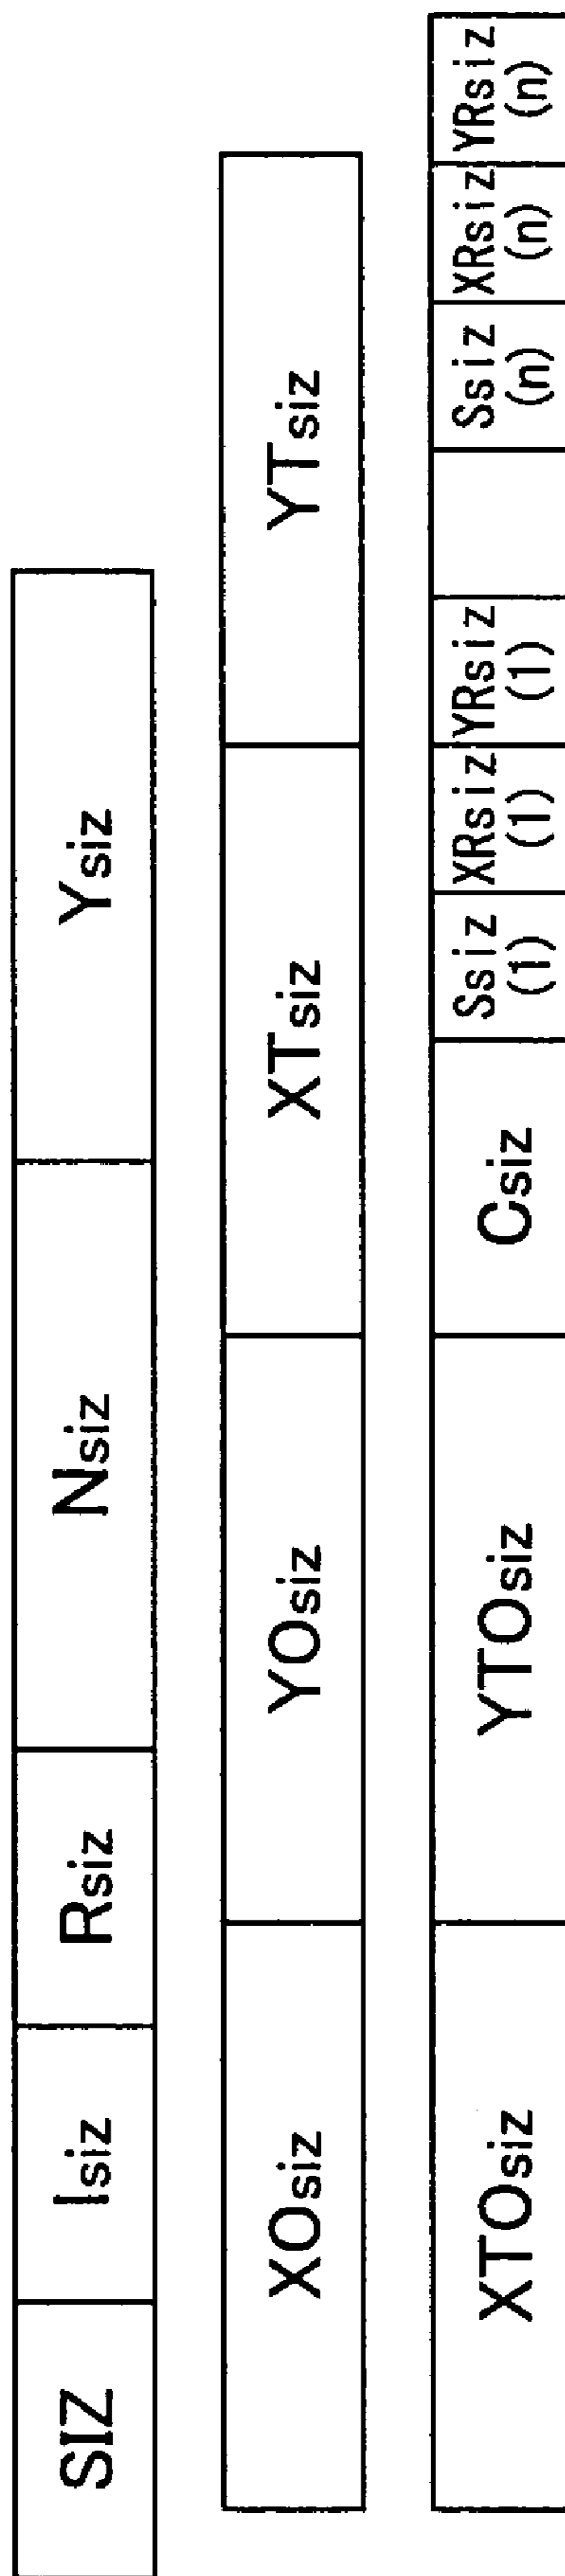 SIZ Isiz Rsiz Nsiz Ysiz
XOsiz YOsiz XTsiz YTsiz
XTOsiz YTOsiz Csiz Ssiz (1) XRsiz (1) YRsiz (1) Ssiz (n) XRsiz (n) YRsiz (n)